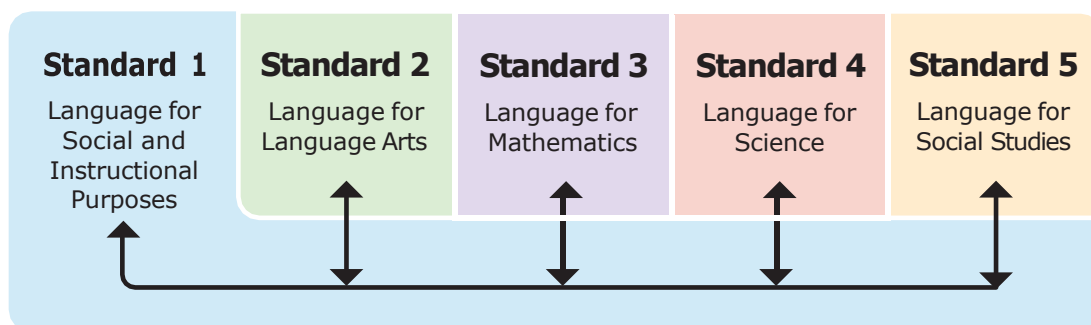 Standard 1
Language for
Social and
Instructional
Purposes
Standard 2
Language for
Language Arts
Standard 3
Language for
Mathematics
Standard 4
Language for
Science
Standard 5
Language for
Social Studies